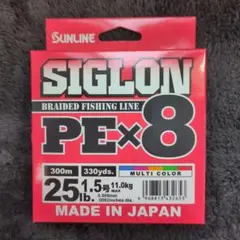 SUNLINE
SIGLON
BRAIDED FISHING LINE
PE×8
300m 330yds. MULTI COLOR
25lb. 1.5号 11.0kg MAX
MADE IN JAPAN